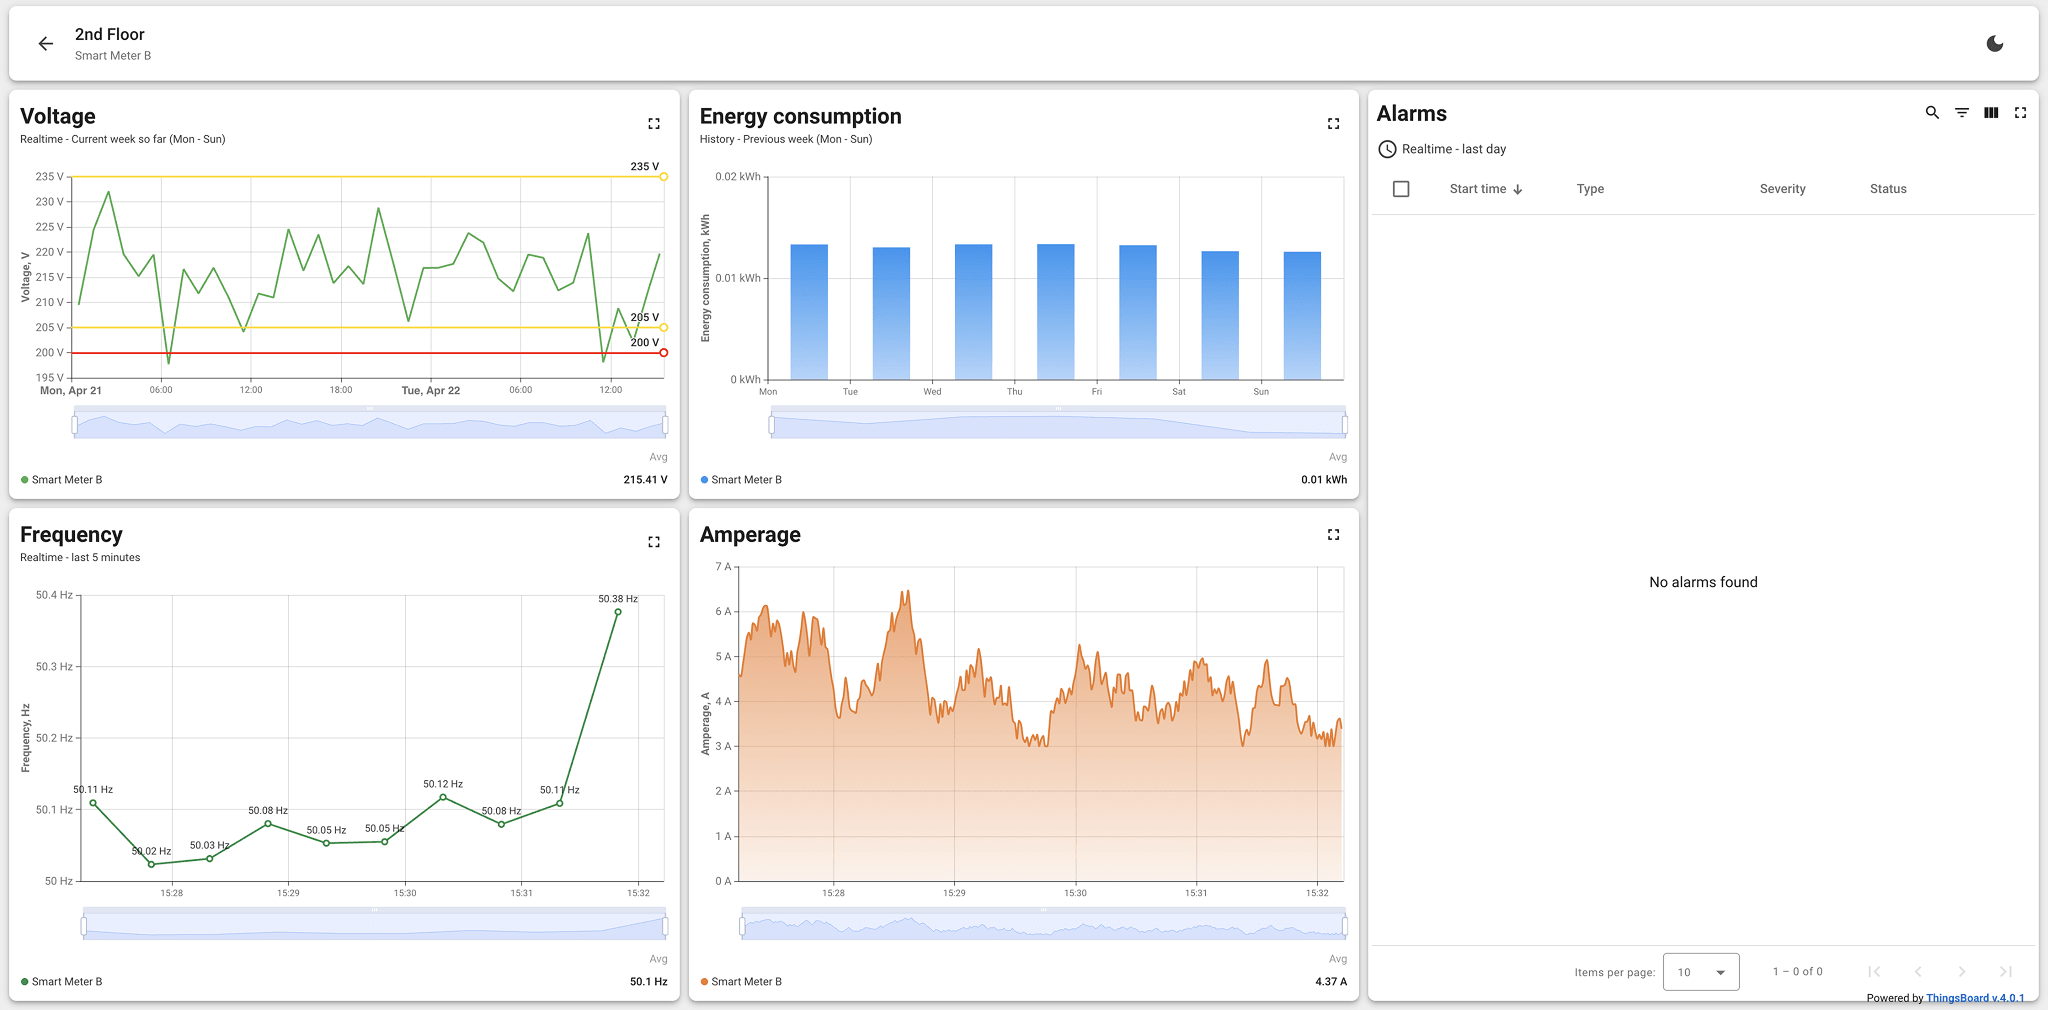 2nd Floor
Smart Meter B
Voltage
Realtime - Current week so far (Mon - Sun)
235 V
235 V
230 V
225 V
220 V
215 V
210 V
205 V
205 V
200 V
200 V
195 V
Voltage, V
Mon, Apr 21
06:00
12:00
18:00
Tue, Apr 22
06:00
12:00
Avg
Smart Meter B
215.41 V
Energy consumption
History - Previous week (Mon - Sun)
0.02 kWh
0.01 kWh
0 kWh
Energy consumption, kWh
Mon
Tue
Wed
Thu
Fri
Sat
Sun
Avg
Smart Meter B
0.01 kWh
Alarms
Realtime - last day
Start time
Type
Severity
Status
No alarms found
Items per page:
10
1 – 0 of 0
Powered by ThingsBoard v.4.0.1
Frequency
Realtime - last 5 minutes
50.4 Hz
50.3 Hz
50.2 Hz
50.1 Hz
50 Hz
Frequency, Hz
50.11 Hz
50.02 Hz
50.03 Hz
50.08 Hz
50.05 Hz
50.05 Hz
50.12 Hz
50.08 Hz
50.11 Hz
50.38 Hz
15:28
15:29
15:30
15:31
15:32
Avg
Smart Meter B
50.1 Hz
Amperage
7 A
6 A
5 A
4 A
3 A
2 A
1 A
0 A
Amperage, A
15:28
15:29
15:30
15:31
15:32
Avg
Smart Meter B
4.37 A